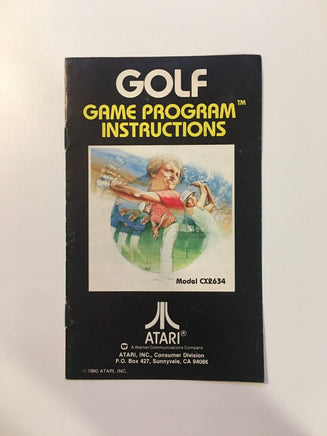 GOLF
GAME PROGRAM™
INSTRUCTIONS
Model CX2634
ATARI®
A Warner Communications Company
ATARI, INC., Consumer Division
P.O. Box 427, Sunnyvale, CA 94086
© 1980 ATARI, INC.